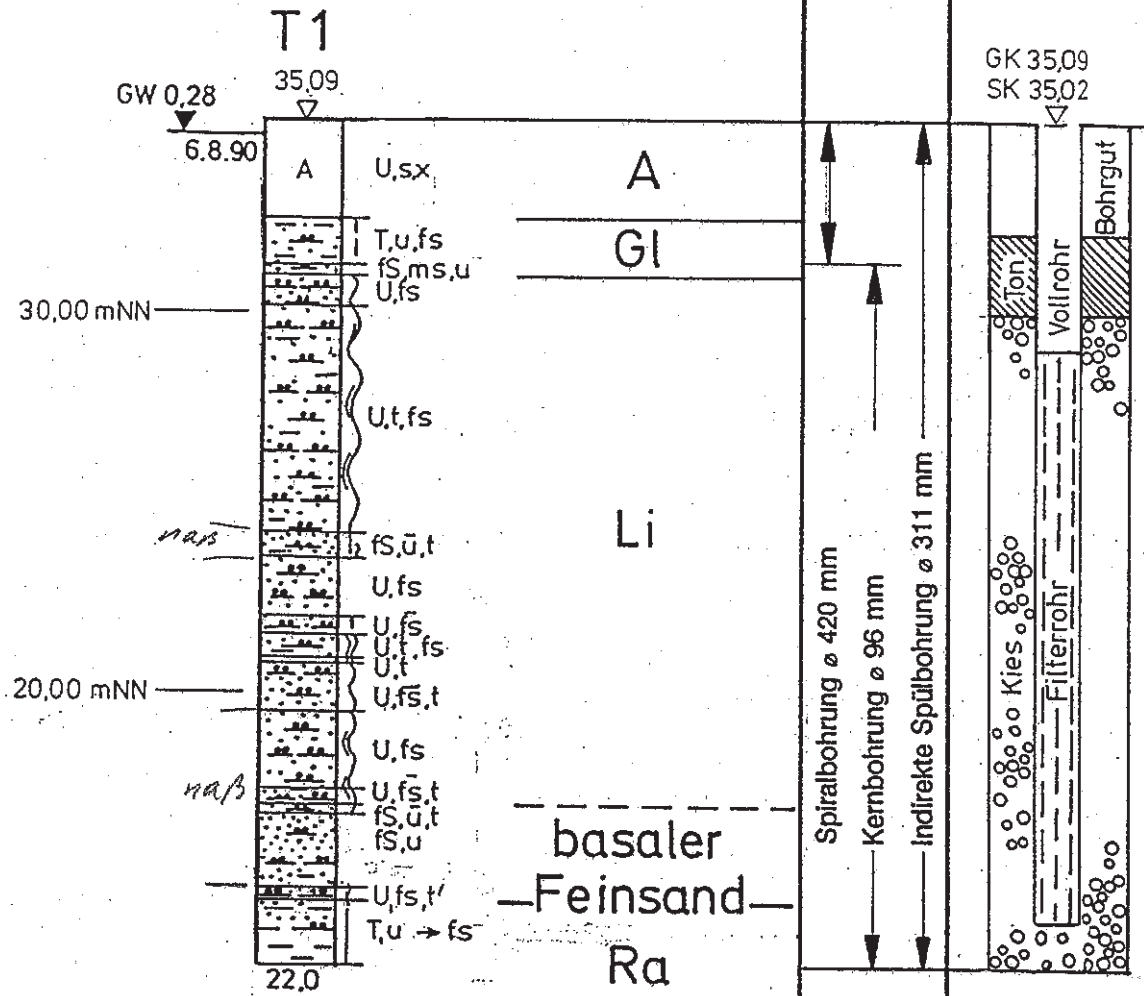 T1
35,09
GW 0,28
6.8.90
A
U,s,x
T,u,fs
fS,ms,u
U,fs
30,00 mNN
U,t,fs
naß
fS,ū,t
U,fs
U,fs̄
U,t,fs
U,t
20,00 mNN
U,fs̄,t
U,fs
naß
U,fs̄,t
fS,ū,t
fS,u
U,fs,t'
T,u → fs
22,0
A
Gl
Li
basaler
Feinsand
Ra
Spiralbohrung ø 420 mm
Kernbohrung ø 96 mm
Indirekte Spülbohrung ø 311 mm
GK 35,09
SK 35,02
Ton
Vollrohr
Bohrgut
Kies
Filterrohr